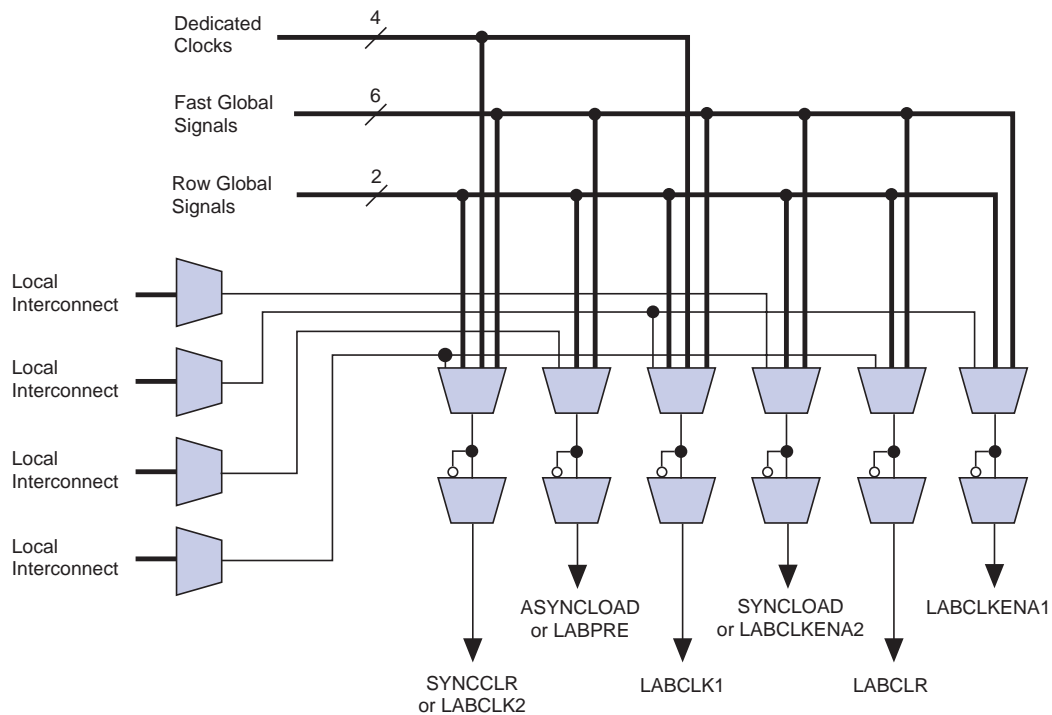 Dedicated
Clocks
4
Fast Global
Signals
6
Row Global
Signals
2
Local
Interconnect
Local
Interconnect
Local
Interconnect
Local
Interconnect
ASYNCLOAD
or LABPRE
SYNCLOAD
or LABCLKENA2
LABCLKENA1
SYNCCLR
or LABCLK2
LABCLK1
LABCLR